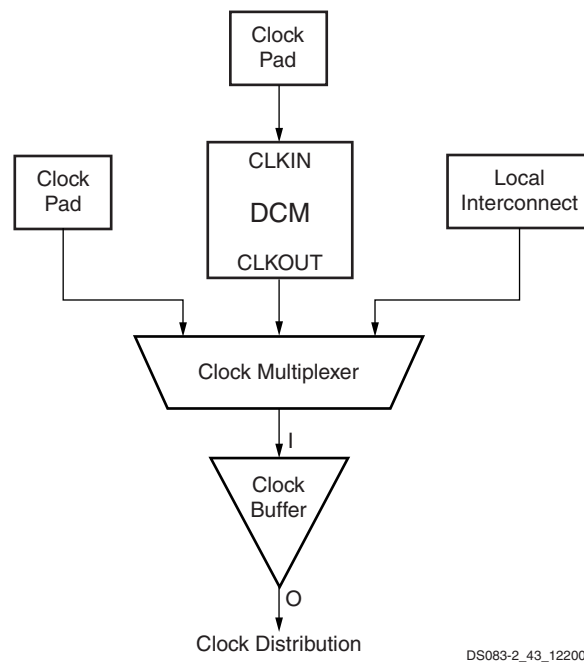 Clock
Pad
Clock
Pad
CLKIN
DCM
CLKOUT
Local
Interconnect
Clock Multiplexer
I
Clock
Buffer
O
Clock Distribution
DS083-2_43_12200